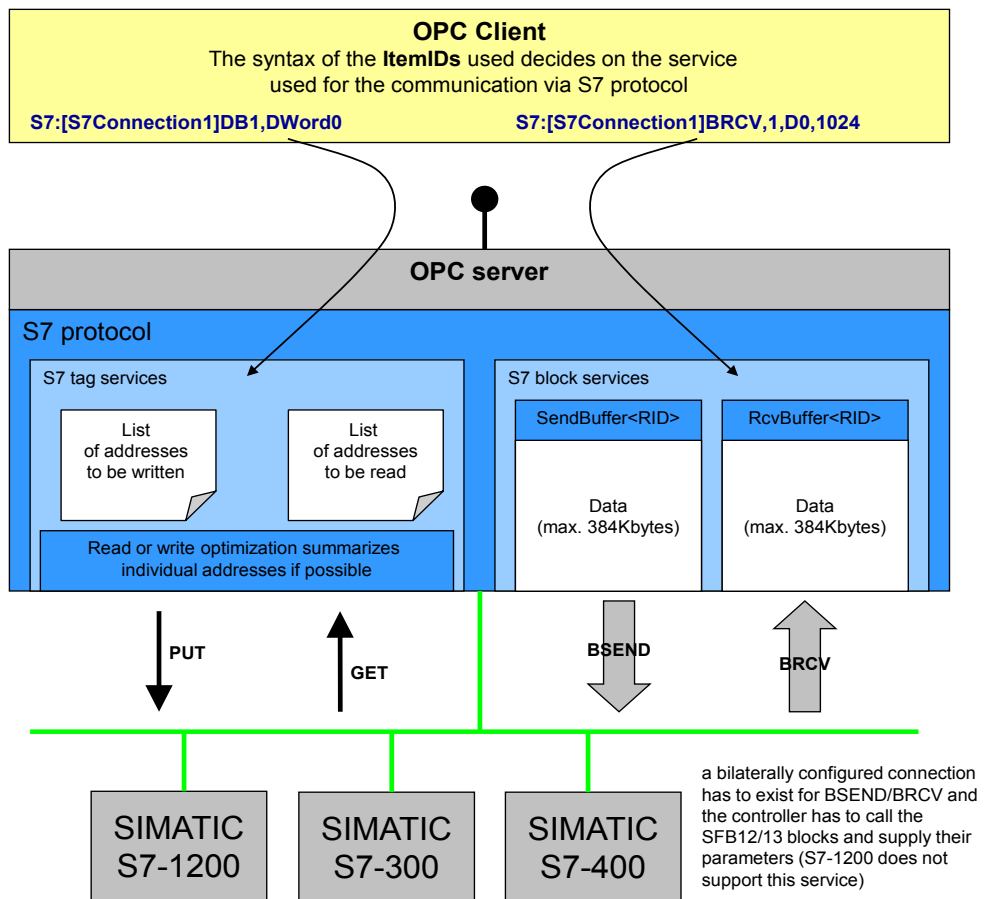 OPC Client
The syntax of the ItemIDs used decides on the service
used for the communication via S7 protocol
S7:[S7Connection1]DB1,DWord0
S7:[S7Connection1]BRCV,1,D0,1024
OPC server
S7 protocol
S7 tag services
List
of addresses
to be written
List
of addresses
to be read
Read or write optimization summarizes
individual addresses if possible
S7 block services
SendBuffer<RID>
Data
(max. 384Kbytes)
RcvBuffer<RID>
Data
(max. 384Kbytes)
PUT
GET
BSEND
BRCV
SIMATIC
S7-1200
SIMATIC
S7-300
SIMATIC
S7-400
a bilaterally configured connection
has to exist for BSEND/BRCV and
the controller has to call the
SFB12/13 blocks and supply their
parameters (S7-1200 does not
support this service)